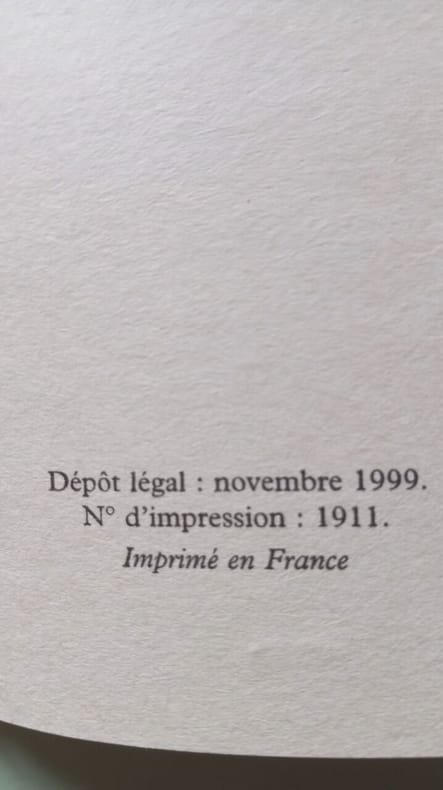 Dépôt légal : novembre 1999.
N° d'impression : 1911.
Imprimé en France